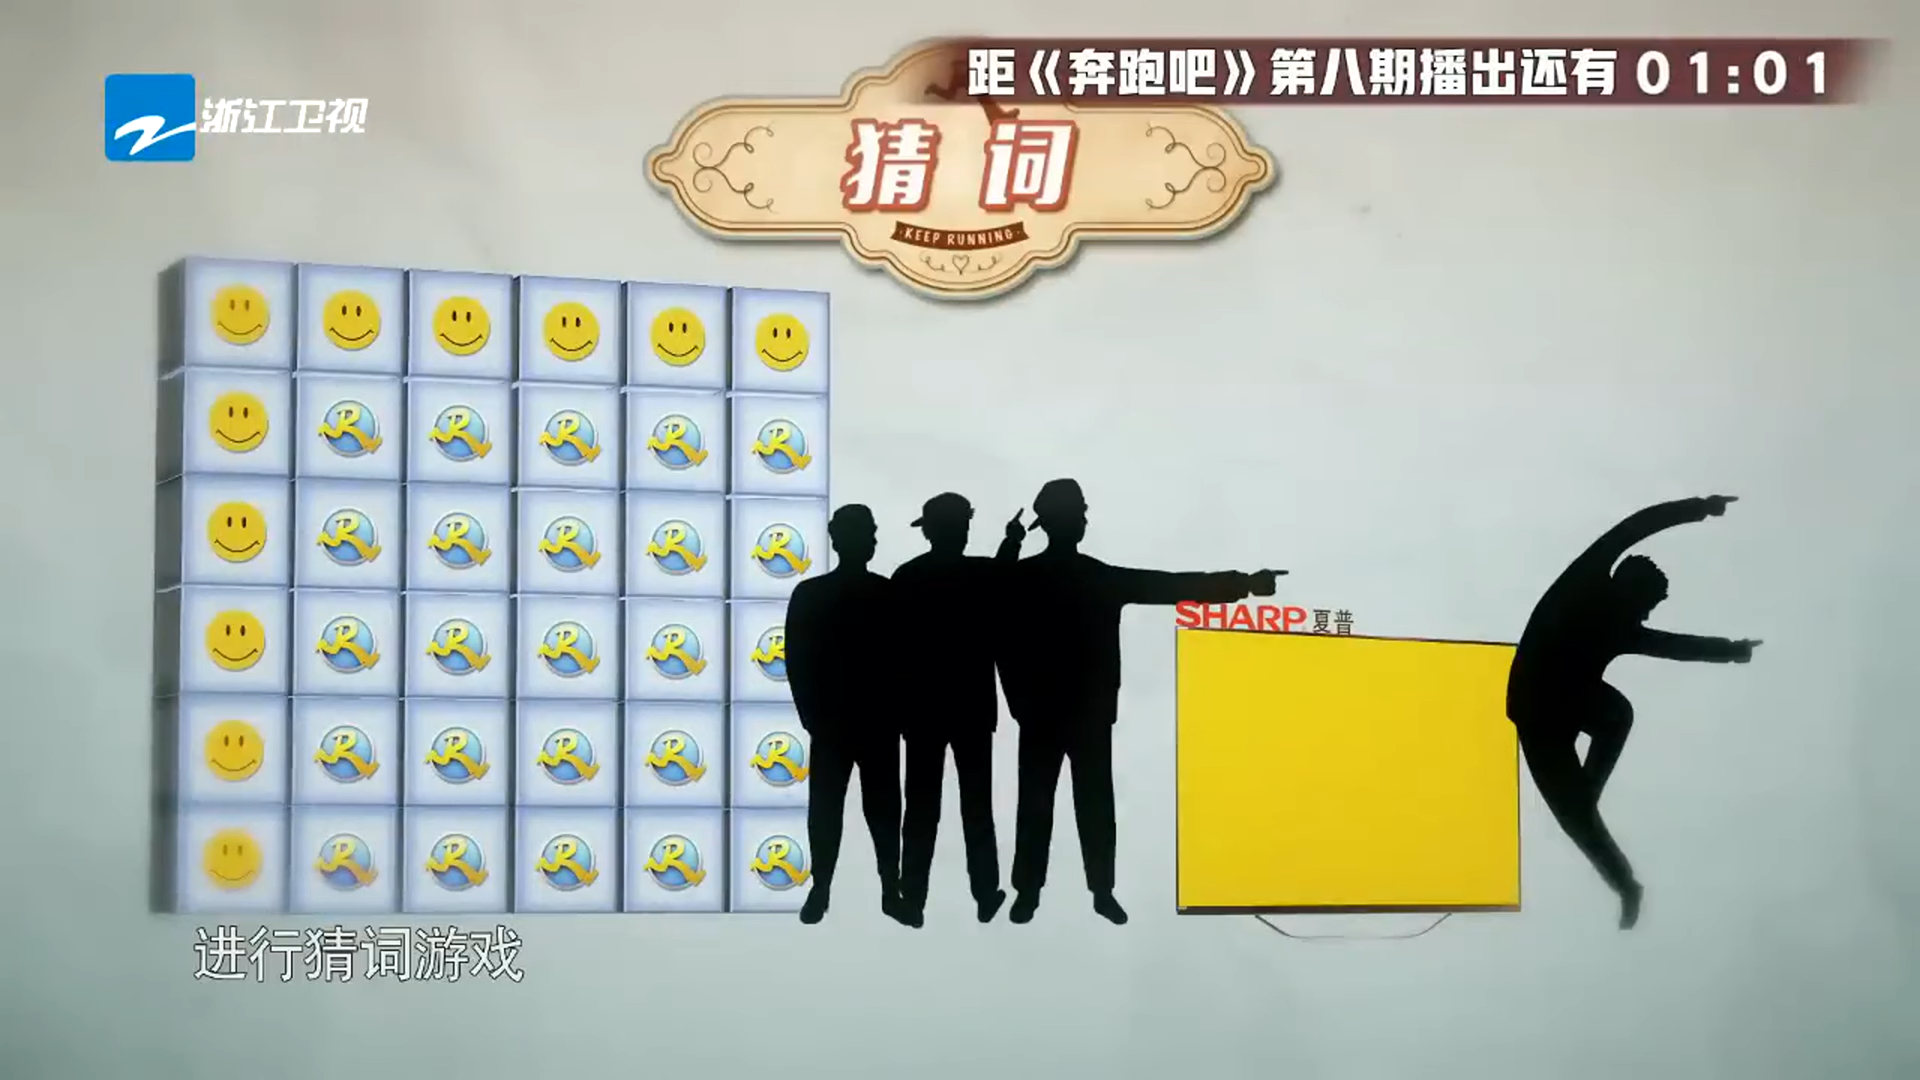 距《奔跑吧》第八期播出还有 01:01
浙江卫视
猜词
KEEP RUNNING
SHARP 夏普
进行猜词游戏